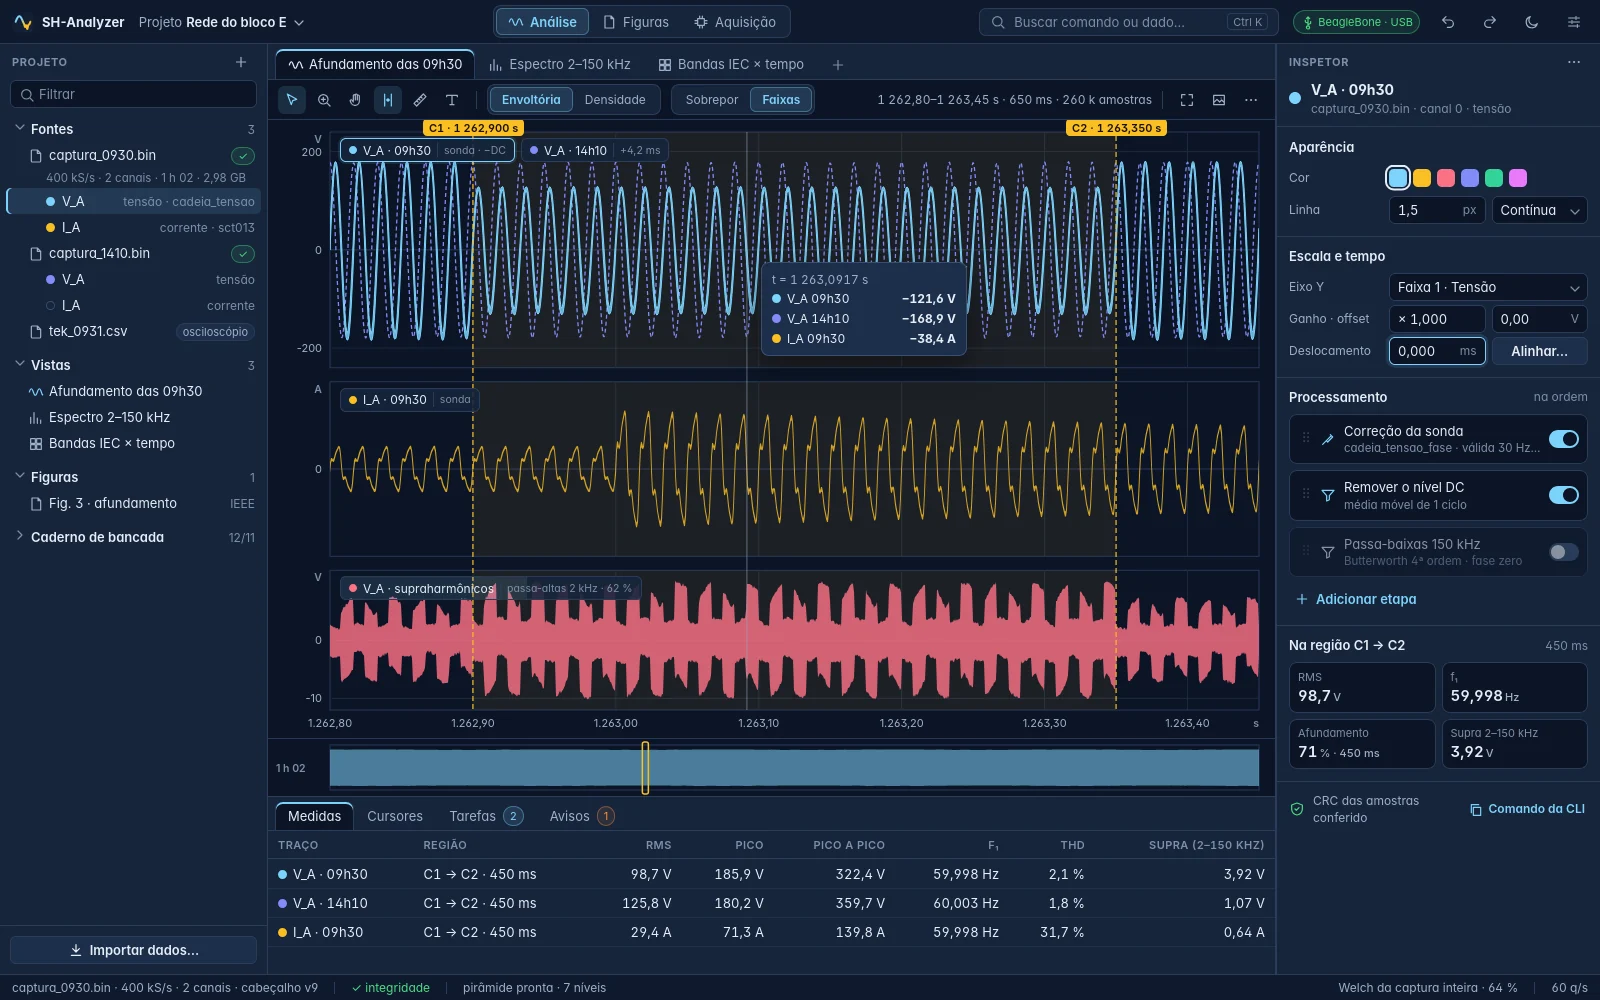 SH-Analyzer
Projeto Rede do bloco E
Análise
Figuras
Aquisição
Buscar comando ou dado...
Ctrl K
BeagleBone · USB
PROJETO
Filtrar
Fontes 3
captura_0930.bin
400 kS/s · 2 canais · 1 h 02 · 2,98 GB
V_A tensão · cadeia_tensao
I_A corrente · sct013
captura_1410.bin
V_A tensão
I_A corrente
tek_0931.csv osciloscópio
Vistas 3
Afundamento das 09h30
Espectro 2–150 kHz
Bandas IEC × tempo
Figuras 1
Fig. 3 · afundamento IEEE
Caderno de bancada 12/11
Importar dados...
Afundamento das 09h30
Espectro 2–150 kHz
Bandas IEC × tempo
Envoltória
Densidade
Sobrepor
Faixas
1 262,80–1 263,45 s · 650 ms · 260 k amostras
C1 · 1 262,900 s
C2 · 1 263,350 s
V
200
0
-200
V_A · 09h30 sonda · −DC
V_A · 14h10 +4,2 ms
t = 1 263,0917 s
V_A 09h30 −121,6 V
V_A 14h10 −168,9 V
I_A 09h30 −38,4 A
A
0
I_A · 09h30 sonda
V
0
-10
V_A · supraharmônicos passa-altas 2 kHz · 62 %
1.262,80
1.262,90
1.263,00
1.263,10
1.263,20
1.263,30
1.263,40
s
1 h 02
Medidas
Cursores
Tarefas 2
Avisos 1
TRAÇO REGIÃO RMS PICO PICO A PICO F₁ THD SUPRA (2–150 KHZ)
V_A · 09h30 C1 → C2 · 450 ms 98,7 V 185,9 V 322,4 V 59,998 Hz 2,1 % 3,92 V
V_A · 14h10 C1 → C2 · 450 ms 125,8 V 180,2 V 359,7 V 60,003 Hz 1,8 % 1,07 V
I_A · 09h30 C1 → C2 · 450 ms 29,4 A 71,3 A 139,8 A 59,998 Hz 31,7 % 0,64 A
INSPETOR
V_A · 09h30
captura_0930.bin · canal 0 · tensão
Aparência
Cor
Linha 1,5 px Contínua
Escala e tempo
Eixo Y Faixa 1 · Tensão
Ganho · offset × 1,000 0,00 V
Deslocamento 0,000 ms Alinhar...
Processamento na ordem
Correção da sonda
cadeia_tensao_fase · válida 30 Hz...
Remover o nível DC
média móvel de 1 ciclo
Passa-baixas 150 kHz
Butterworth 4ª ordem · fase zero
Adicionar etapa
Na região C1 → C2 450 ms
RMS
98,7 V
f₁
59,998 Hz
Afundamento
71 % · 450 ms
Supra 2–150 kHz
3,92 V
CRC das amostras
conferido
Comando da CLI
captura_0930.bin · 400 kS/s · 2 canais · cabeçalho v9
integridade
pirâmide pronta · 7 níveis
Welch da captura inteira · 64 %
60 q/s